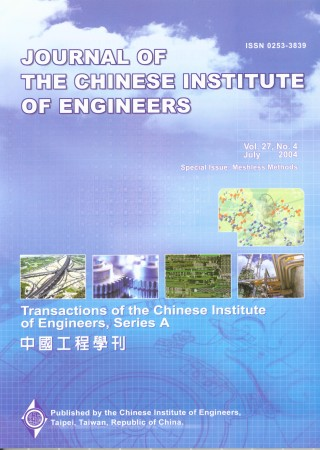 ISSN 0253-3839
JOURNAL OF
THE CHINESE INSTITUTE
OF ENGINEERS
Vol. 27, No. 4
July 2004
Special Issue: Meshless Methods
Transactions of the Chinese Institute
of Engineers, Series A
中國工程學刊
Published by the Chinese Institute of Engineers,
Taipei, Taiwan, Republic of China.